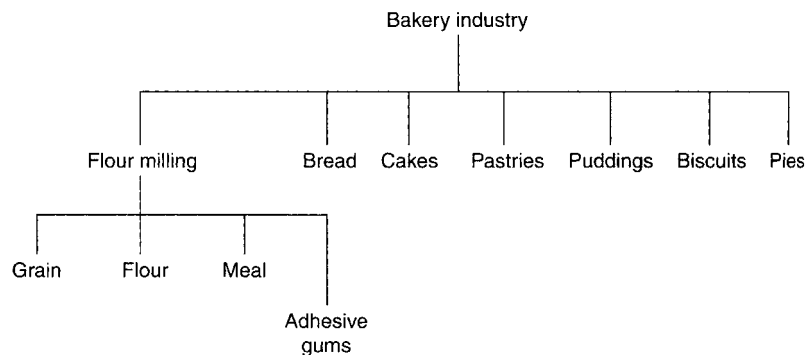 Bakery industry
Flour milling
Bread
Cakes
Pastries
Puddings
Biscuits
Pies
Grain
Flour
Meal
Adhesive
gums